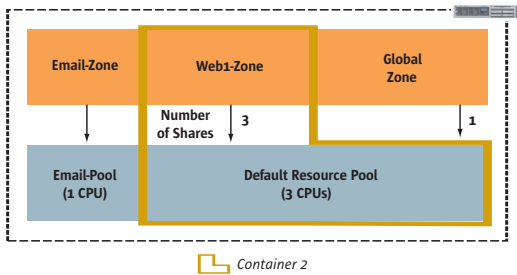 Email-Zone
Web1-Zone
Global
Zone
Number
of Shares
3
1
Email-Pool
(1 CPU)
Default Resource Pool
(3 CPUs)
Container 2